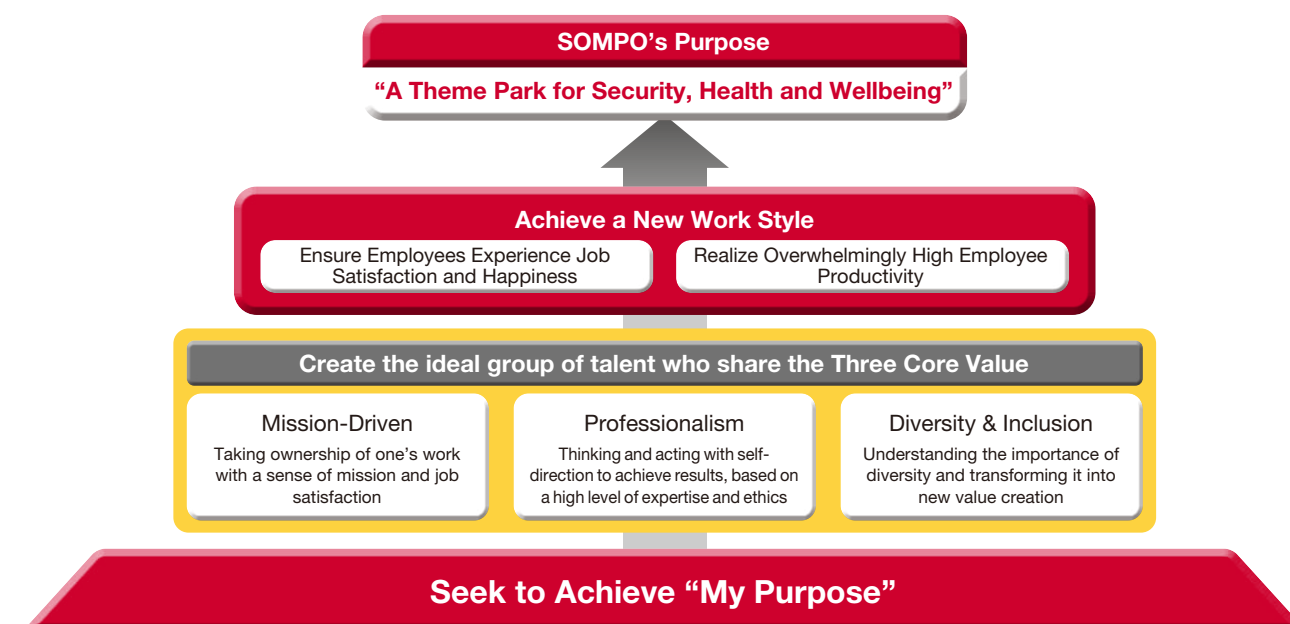 SOMPO’s Purpose
“A Theme Park for Security, Health and Wellbeing”
Achieve a New Work Style
Ensure Employees Experience Job
Satisfaction and Happiness
Realize Overwhelmingly High Employee
Productivity
Create the ideal group of talent who share the Three Core Value
Mission-Driven
Taking ownership of one’s work
with a sense of mission and job
satisfaction
Professionalism
Thinking and acting with self-
direction to achieve results, based on
a high level of expertise and ethics
Diversity & Inclusion
Understanding the importance of
diversity and transforming it into
new value creation
Seek to Achieve “My Purpose”